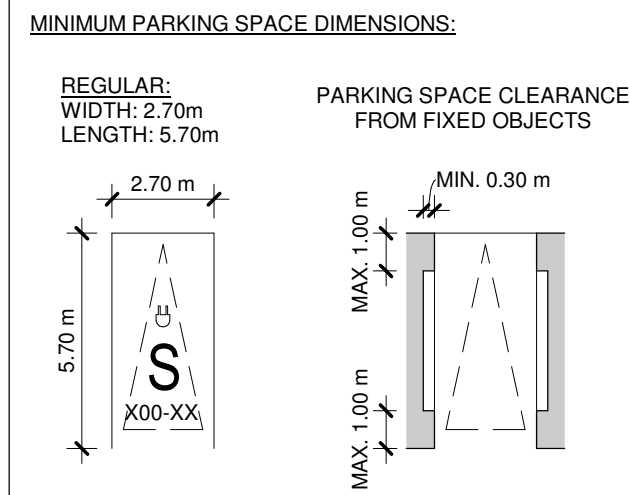 MINIMUM PARKING SPACE DIMENSIONS:
REGULAR:
WIDTH: 2.70m
LENGTH: 5.70m
PARKING SPACE CLEARANCE
FROM FIXED OBJECTS
2.70 m
MIN. 0.30 m
MAX. 1.00 m
5.70 m
S
X00-XX
MAX. 1.00 m